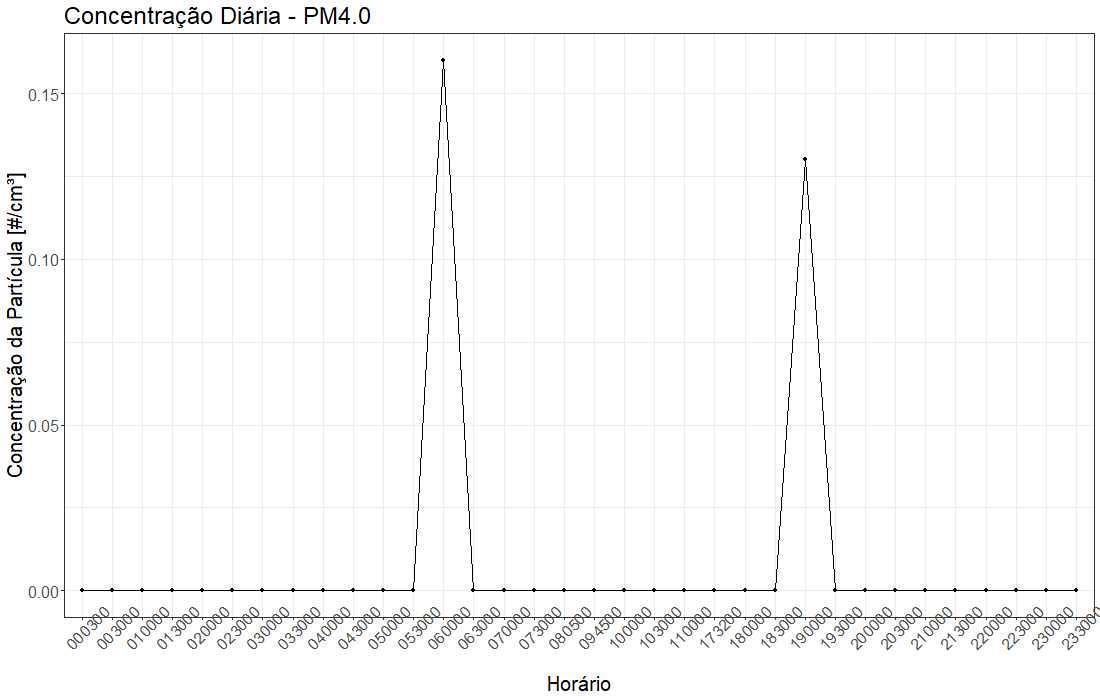 Concentração Diária - PM4.0
Concentração da Partícula [#/cm³]
0.15
0.10
0.05
0.00
000300 003000 010000 013000 020000 023000 030000 033000 040000 043000 050000 053000 060000 063000 070000 073000 080500 094500 100000 103000 110000 173200 180000 183000 190000 193000 200000 203000 210000 213000 220000 223000 230000 233000
Horário